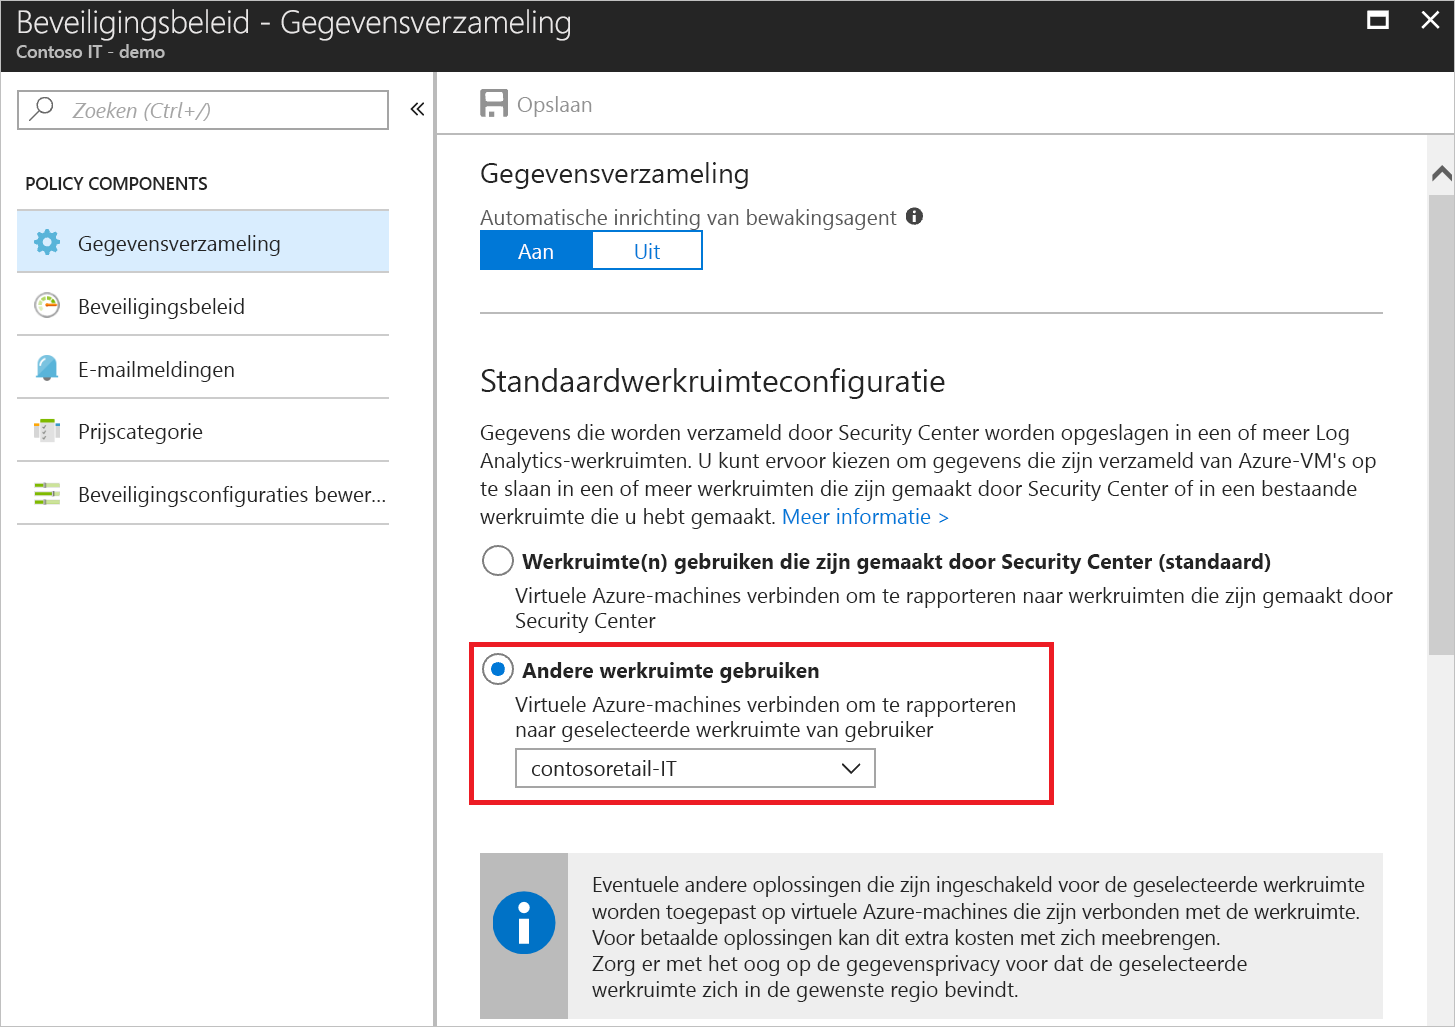 Beveiligingsbeleid - Gegevensverzameling
Contoso IT - demo
Zoeken (Ctrl+/)
«
POLICY COMPONENTS
Gegevensverzameling
Beveiligingsbeleid
E-mailmeldingen
Prijscategorie
Beveiligingsconfiguraties bewer...
Opslaan
Gegevensverzameling
Automatische inrichting van bewakingsagent
Aan
Uit
Standaardwerkruimteconfiguratie
Gegevens die worden verzameld door Security Center worden opgeslagen in een of meer Log
Analytics-werkruimten. U kunt ervoor kiezen om gegevens die zijn verzameld van Azure-VM's op
te slaan in een of meer werkruimten die zijn gemaakt door Security Center of in een bestaande
werkruimte die u hebt gemaakt. Meer informatie >
Werkruimte(n) gebruiken die zijn gemaakt door Security Center (standaard)
Virtuele Azure-machines verbinden om te rapporteren naar werkruimten die zijn gemaakt door
Security Center
Andere werkruimte gebruiken
Virtuele Azure-machines verbinden om te rapporteren
naar geselecteerde werkruimte van gebruiker
contosoretail-IT
Eventuele andere oplossingen die zijn ingeschakeld voor de geselecteerde werkruimte
worden toegepast op virtuele Azure-machines die zijn verbonden met de werkruimte.
Voor betaalde oplossingen kan dit extra kosten met zich meebrengen.
Zorg er met het oog op de gegevensprivacy voor dat de geselecteerde
werkruimte zich in de gewenste regio bevindt.